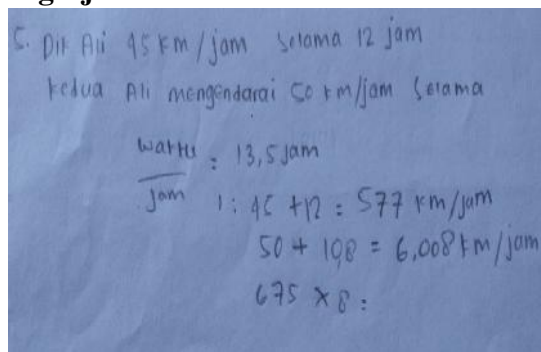 5. Dik Ali 45 km/jam selama 12 jam
kedua Ali mengendarai 50 km/jam selama
waktu
jam
= 13,5 jam
1 : 45 + 12 = 577 km/jam
50 + 108 = 6,008 km/jam
675 x 8 =